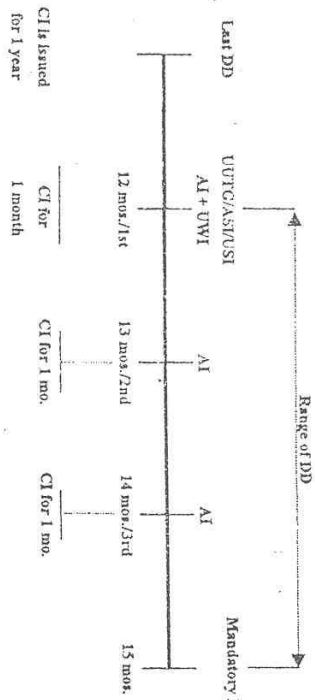 Range of DD
Last DD
UUTG/ASI/USI
AI + UWI
AI
AI
Mandatory
12 mos./1st
13 mos./2nd
14 mos./3rd
15 mos.
CI is issued
for 1 year
CI for
1 month
CI for 1 mo.
CI for 1 mo.